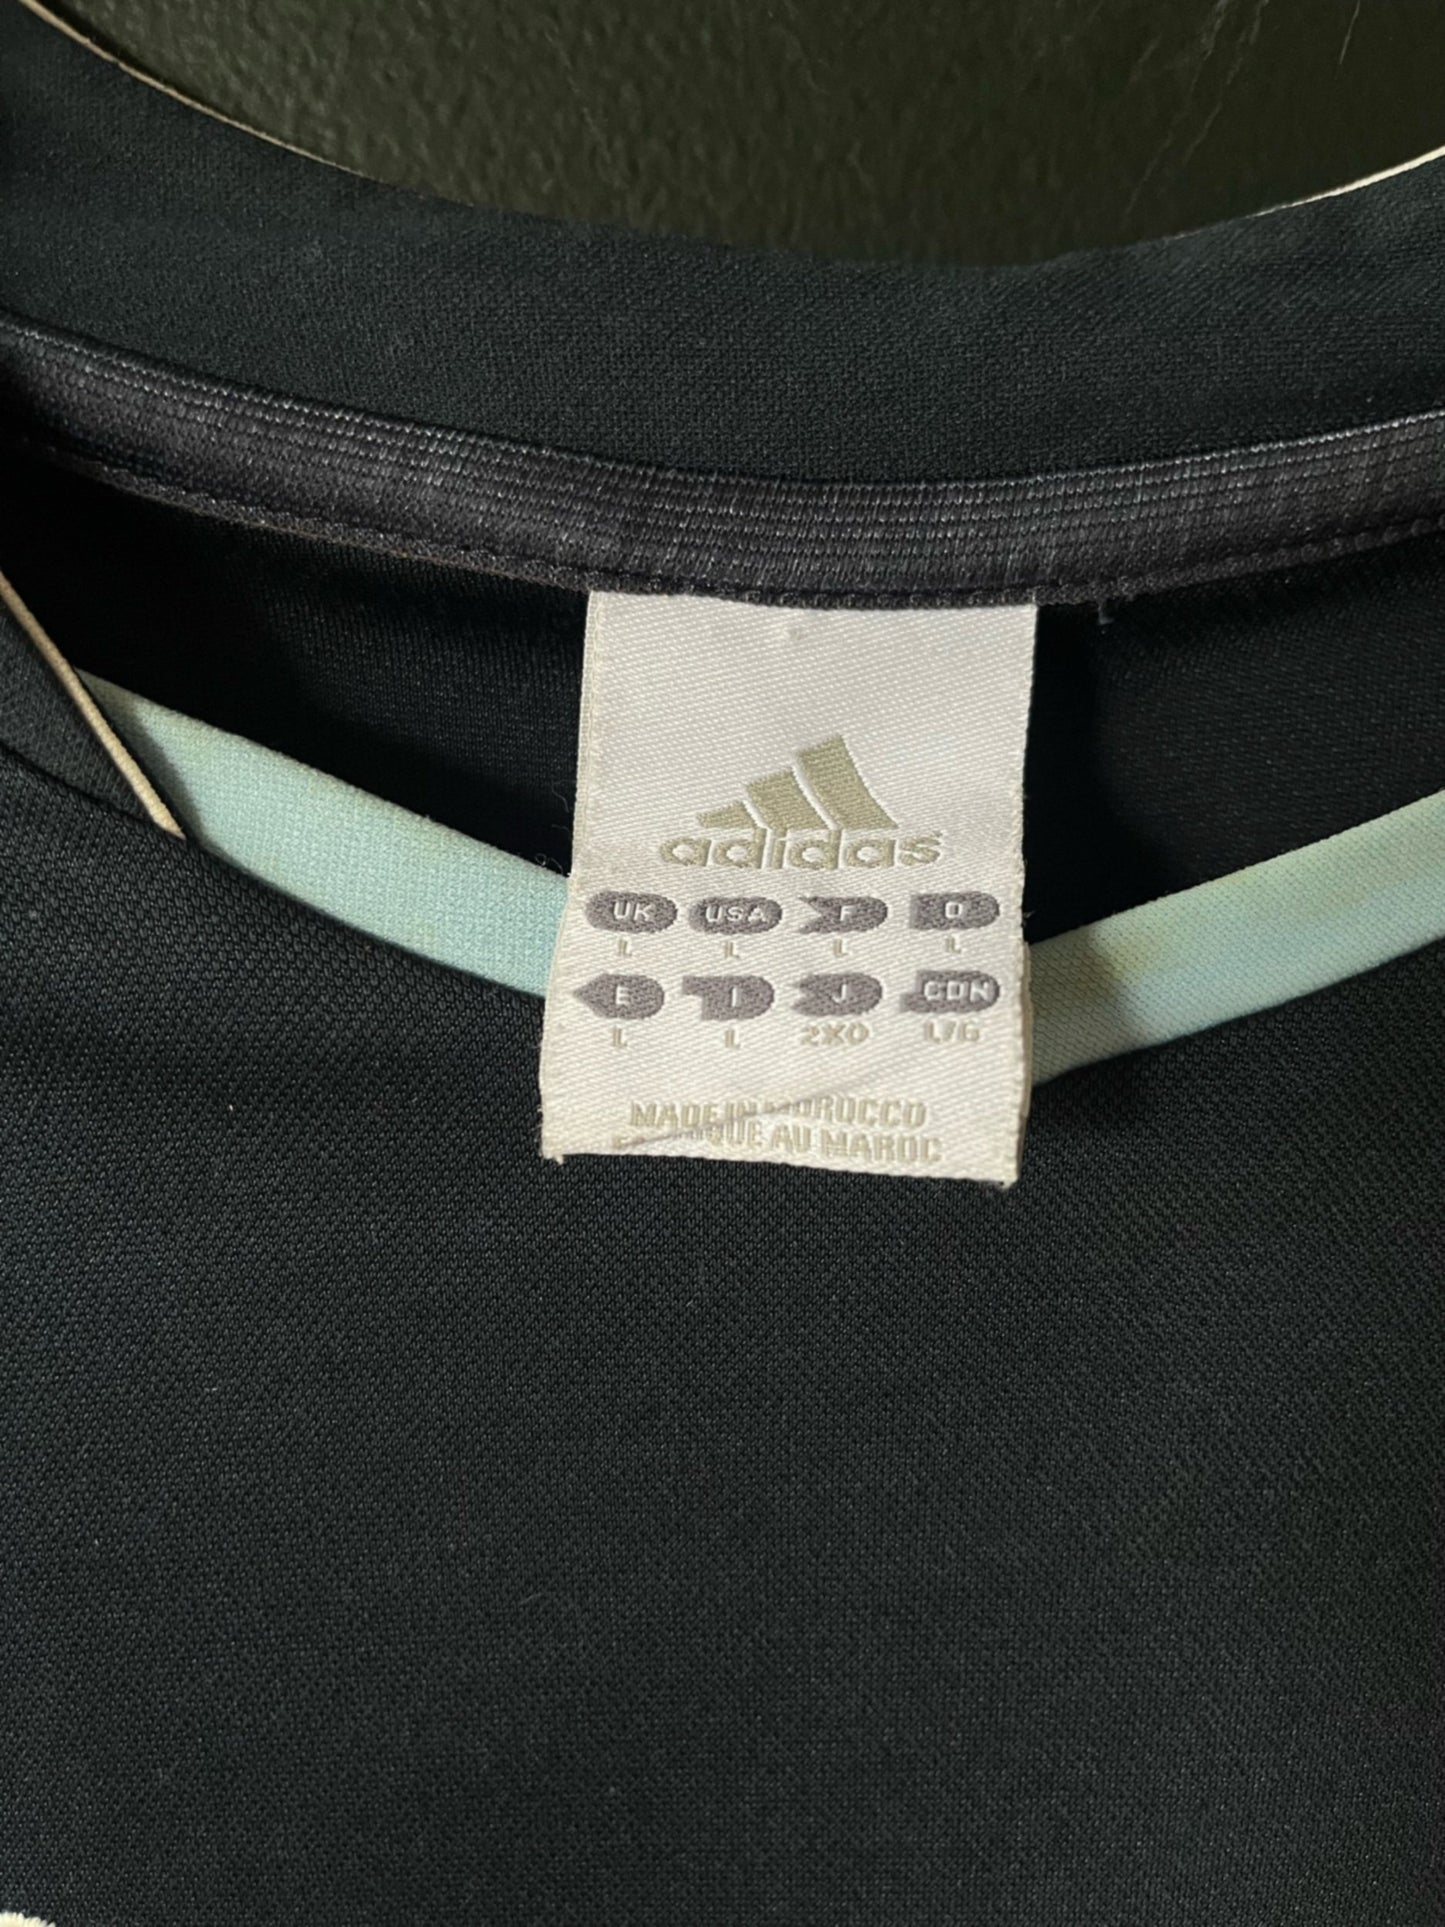 adidas
UK USA F D
L L L L
E I J CDN
L L 2XO L/G
MADE IN MOROCCO
FABRIQUE AU MAROC